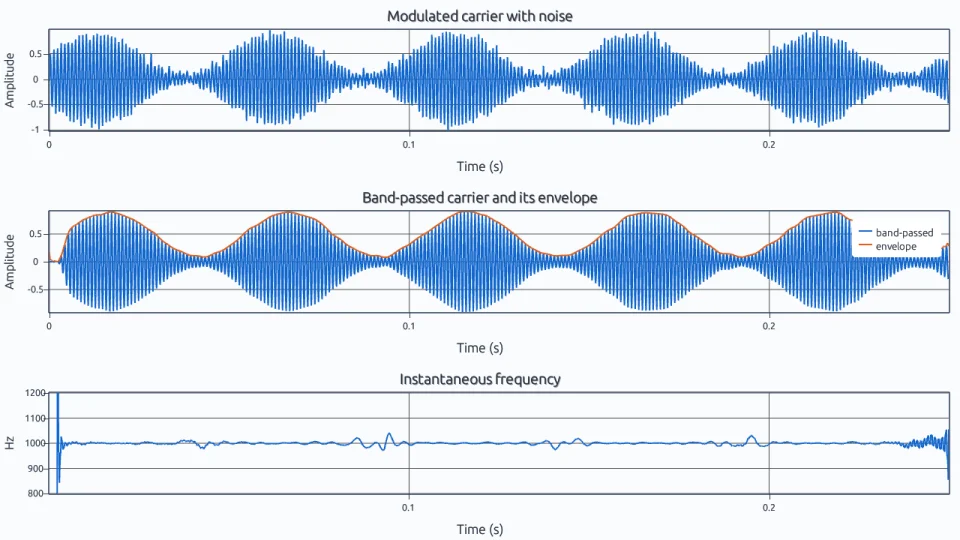 Modulated carrier with noise
Amplitude
0.5
0
-0.5
-1
0
0.1
0.2
Time (s)
Band-passed carrier and its envelope
Amplitude
0.5
0
-0.5
band-passed
envelope
0
0.1
0.2
Time (s)
Instantaneous frequency
Hz
1200
1100
1000
900
800
0.1
0.2
Time (s)